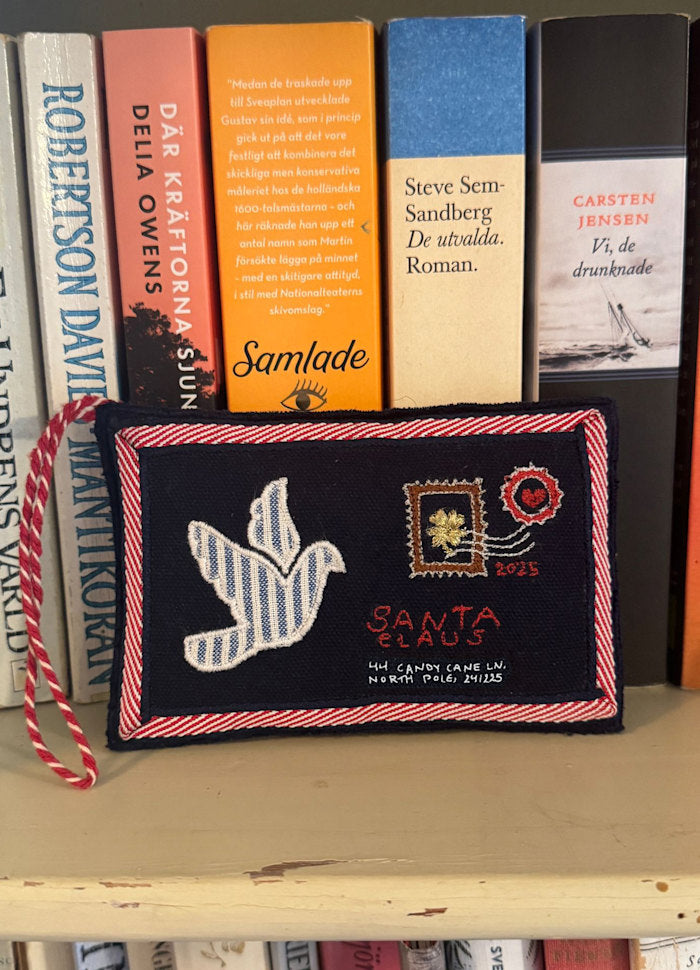 ROBERTSON DAVIES MANTIKORAN
DÄR KRÄFTORNA SJUN
DELIA OWENS
"Medan de traskade upp
till Sveaplan utvecklade
Gustav sin idé, som i princip
gick ut på att det vore
festligt att kombinera det
skickliga men konservativa
måleriet hos de holländska
1600-talsmästarna - och
här räknade han upp ett
antal namn som Martin
försökte lägga på minnet
- med en skitigare attityd,
i stil med Nationalteaterns
skivomslag."
Samlade
Steve Sem-
Sandberg
De utvalda.
Roman.
CARSTEN
JENSEN
Vi, de
drunknade
2025
SANTA
CLAUS
44 CANDY CANE LN.
NORTH POLE, 241225